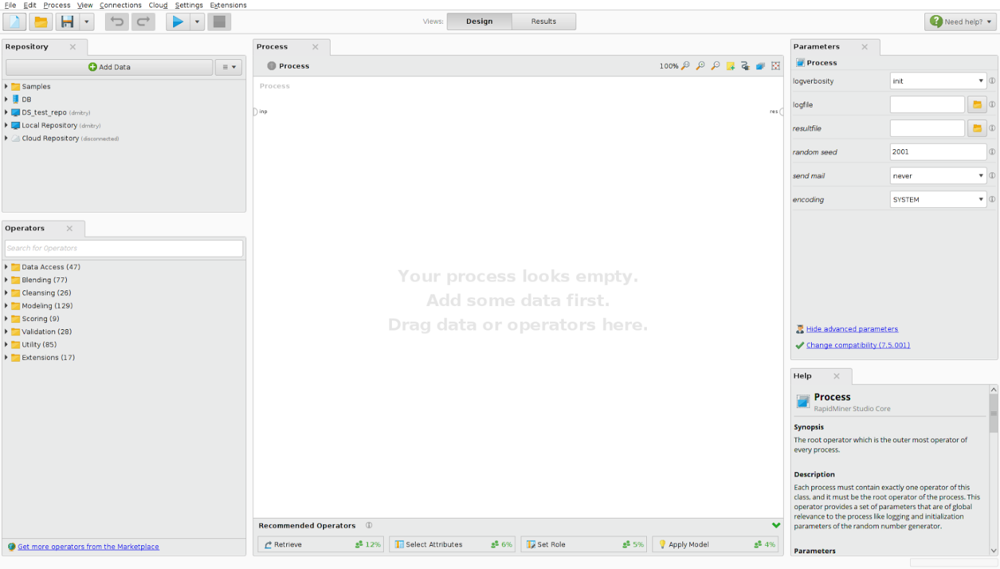 File Edit Process View Connections Cloud Settings Extensions
Views: Design Results
Need help?
Repository
Add Data
Samples
DB
DS_test_repo (dmitry)
Local Repository (dmitry)
Cloud Repository (disconnected)
Operators
Search for Operators
Data Access (47)
Blending (77)
Cleansing (26)
Modeling (129)
Scoring (9)
Validation (28)
Utility (85)
Extensions (17)
Get more operators from the Marketplace
Process
Process
100%
Process
inp
res
Your process looks empty.
Add some data first.
Drag data or operators here.
Recommended Operators
Retrieve 12%
Select Attributes 6%
Set Role 5%
Apply Model 4%
Parameters
Process
logverbosity init
logfile
resultfile
random seed 2001
send mail never
encoding SYSTEM
Hide advanced parameters
Change compatibility (7.5.001)
Help
Process
RapidMiner Studio Core
Synopsis
The root operator which is the outer most operator of
every process.
Description
Each process must contain exactly one operator of this
class, and it must be the root operator of the process. This
operator provides a set of parameters that are of global
relevance to the process like logging and initialization
parameters of the random number generator.
Parameters